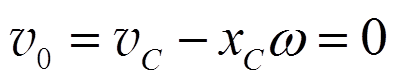 v₀ = v_C − x_C ω = 0